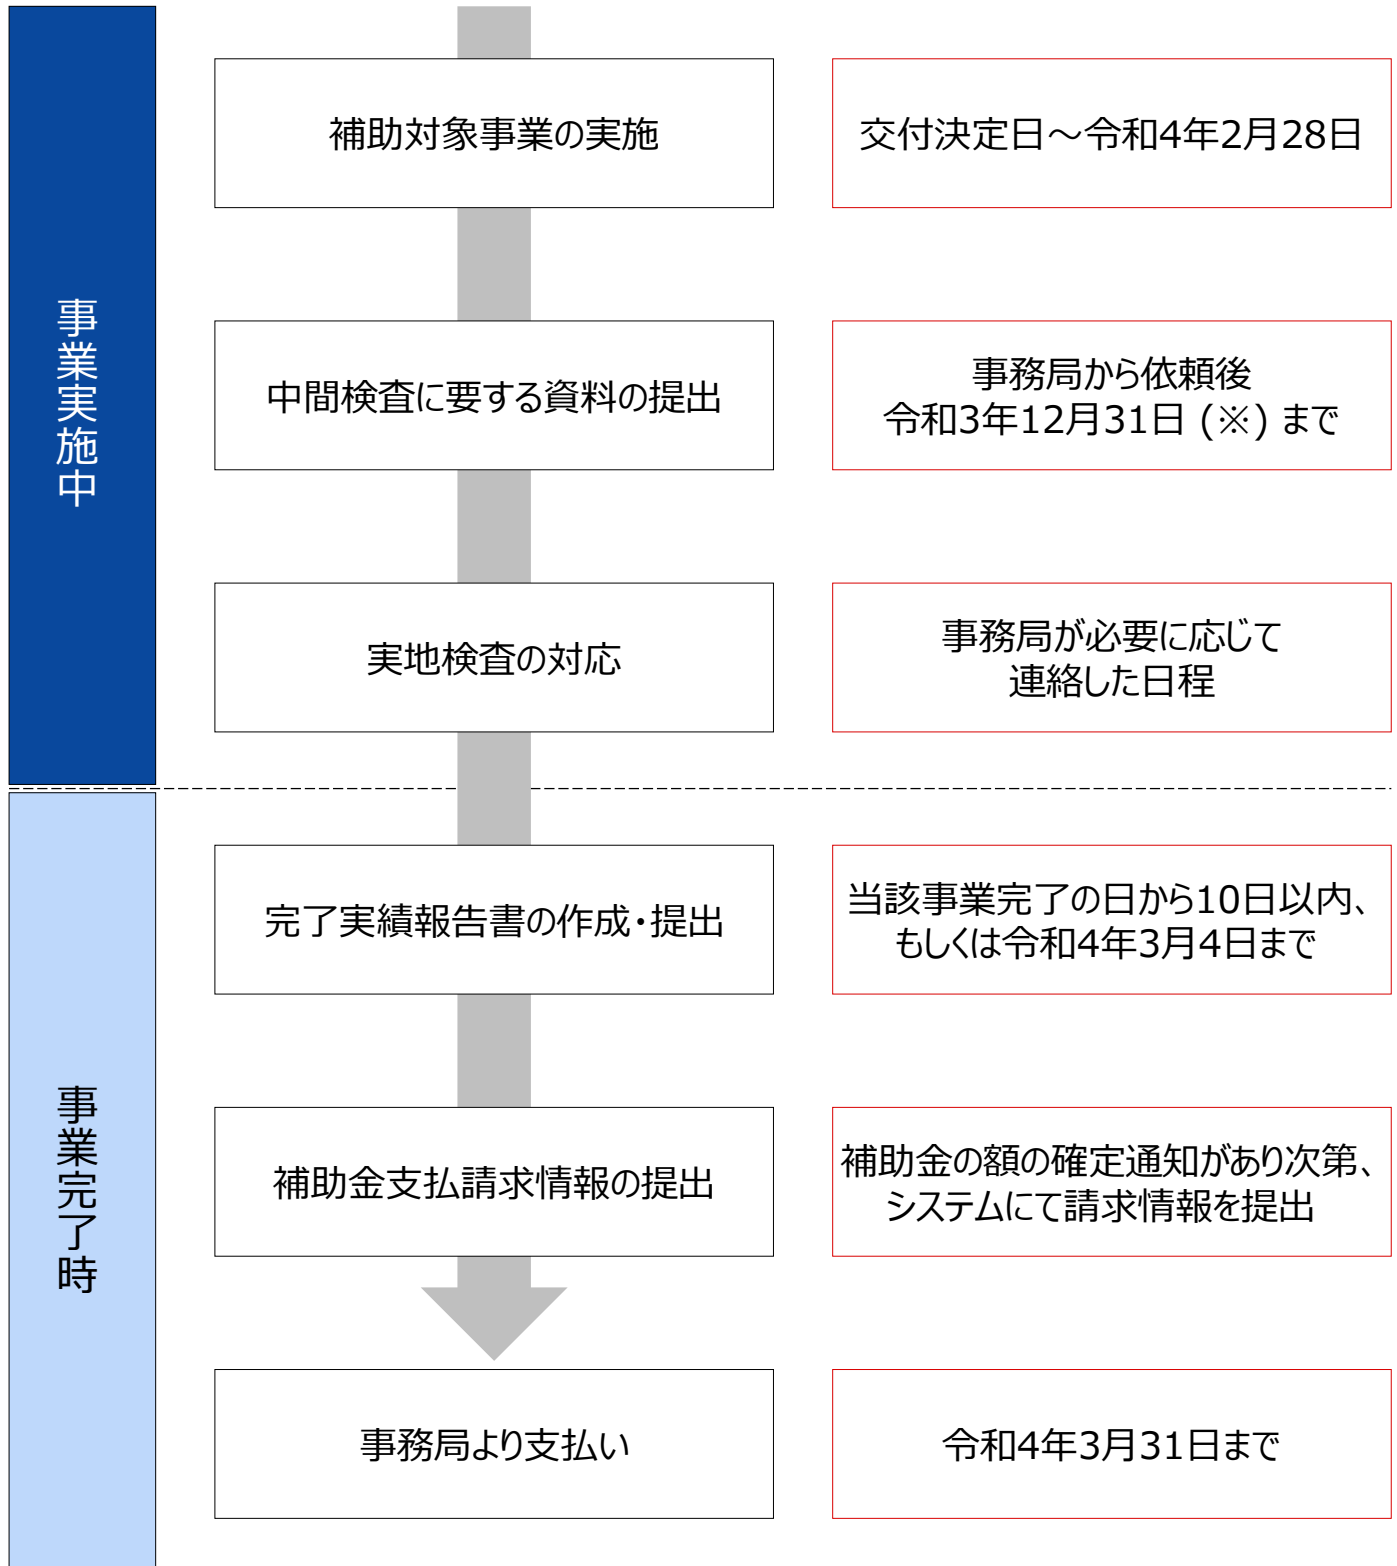 事業実施中
補助対象事業の実施
交付決定日～令和4年2月28日
中間検査に要する資料の提出
事務局から依頼後
令和3年12月31日 (※) まで
実地検査の対応
事務局が必要に応じて
連絡した日程
事業完了時
完了実績報告書の作成・提出
当該事業完了の日から10日以内、
もしくは令和4年3月4日まで
補助金支払請求情報の提出
補助金の額の確定通知があり次第、
システムにて請求情報を提出
事務局より支払い
令和4年3月31日まで